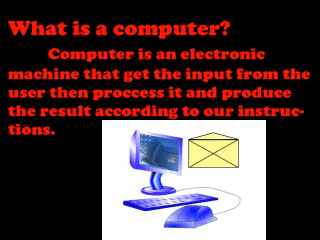 What is a computer?
Computer is an electronic
machine that get the input from the
user then proccess it and produce
the result according to our instruc-
tions.